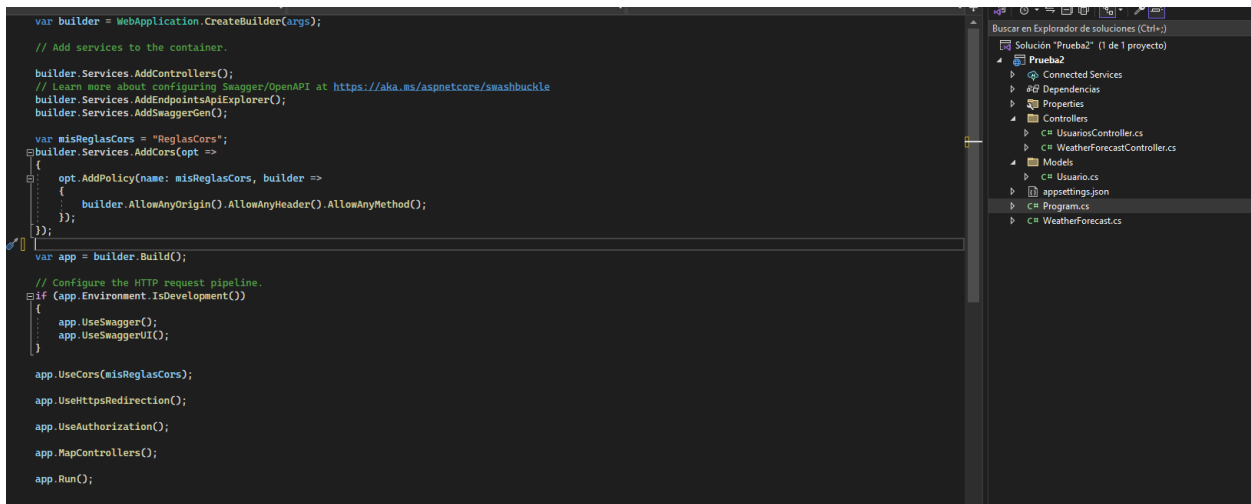 var builder = WebApplication.CreateBuilder(args);
// Add services to the container.
builder.Services.AddControllers();
// Learn more about configuring Swagger/OpenAPI at https://aka.ms/aspnetcore/swashbuckle
builder.Services.AddEndpointsApiExplorer();
builder.Services.AddSwaggerGen();
var misReglasCors = "ReglasCors";
builder.Services.AddCors(opt =>
{
opt.AddPolicy(name: misReglasCors, builder =>
{
builder.AllowAnyOrigin().AllowAnyHeader().AllowAnyMethod();
});
});
var app = builder.Build();
// Configure the HTTP request pipeline.
if (app.Environment.IsDevelopment())
{
app.UseSwagger();
app.UseSwaggerUI();
}
app.UseCors(misReglasCors);
app.UseHttpsRedirection();
app.UseAuthorization();
app.MapControllers();
app.Run();
Buscar en Explorador de soluciones (Ctrl+;)
Solución "Prueba2" (1 de 1 proyecto)
Prueba2
Connected Services
Dependencias
Properties
Controllers
C# UsuariosController.cs
C# WeatherForecastController.cs
Models
C# Usuario.cs
appsettings.json
C# Program.cs
C# WeatherForecast.cs